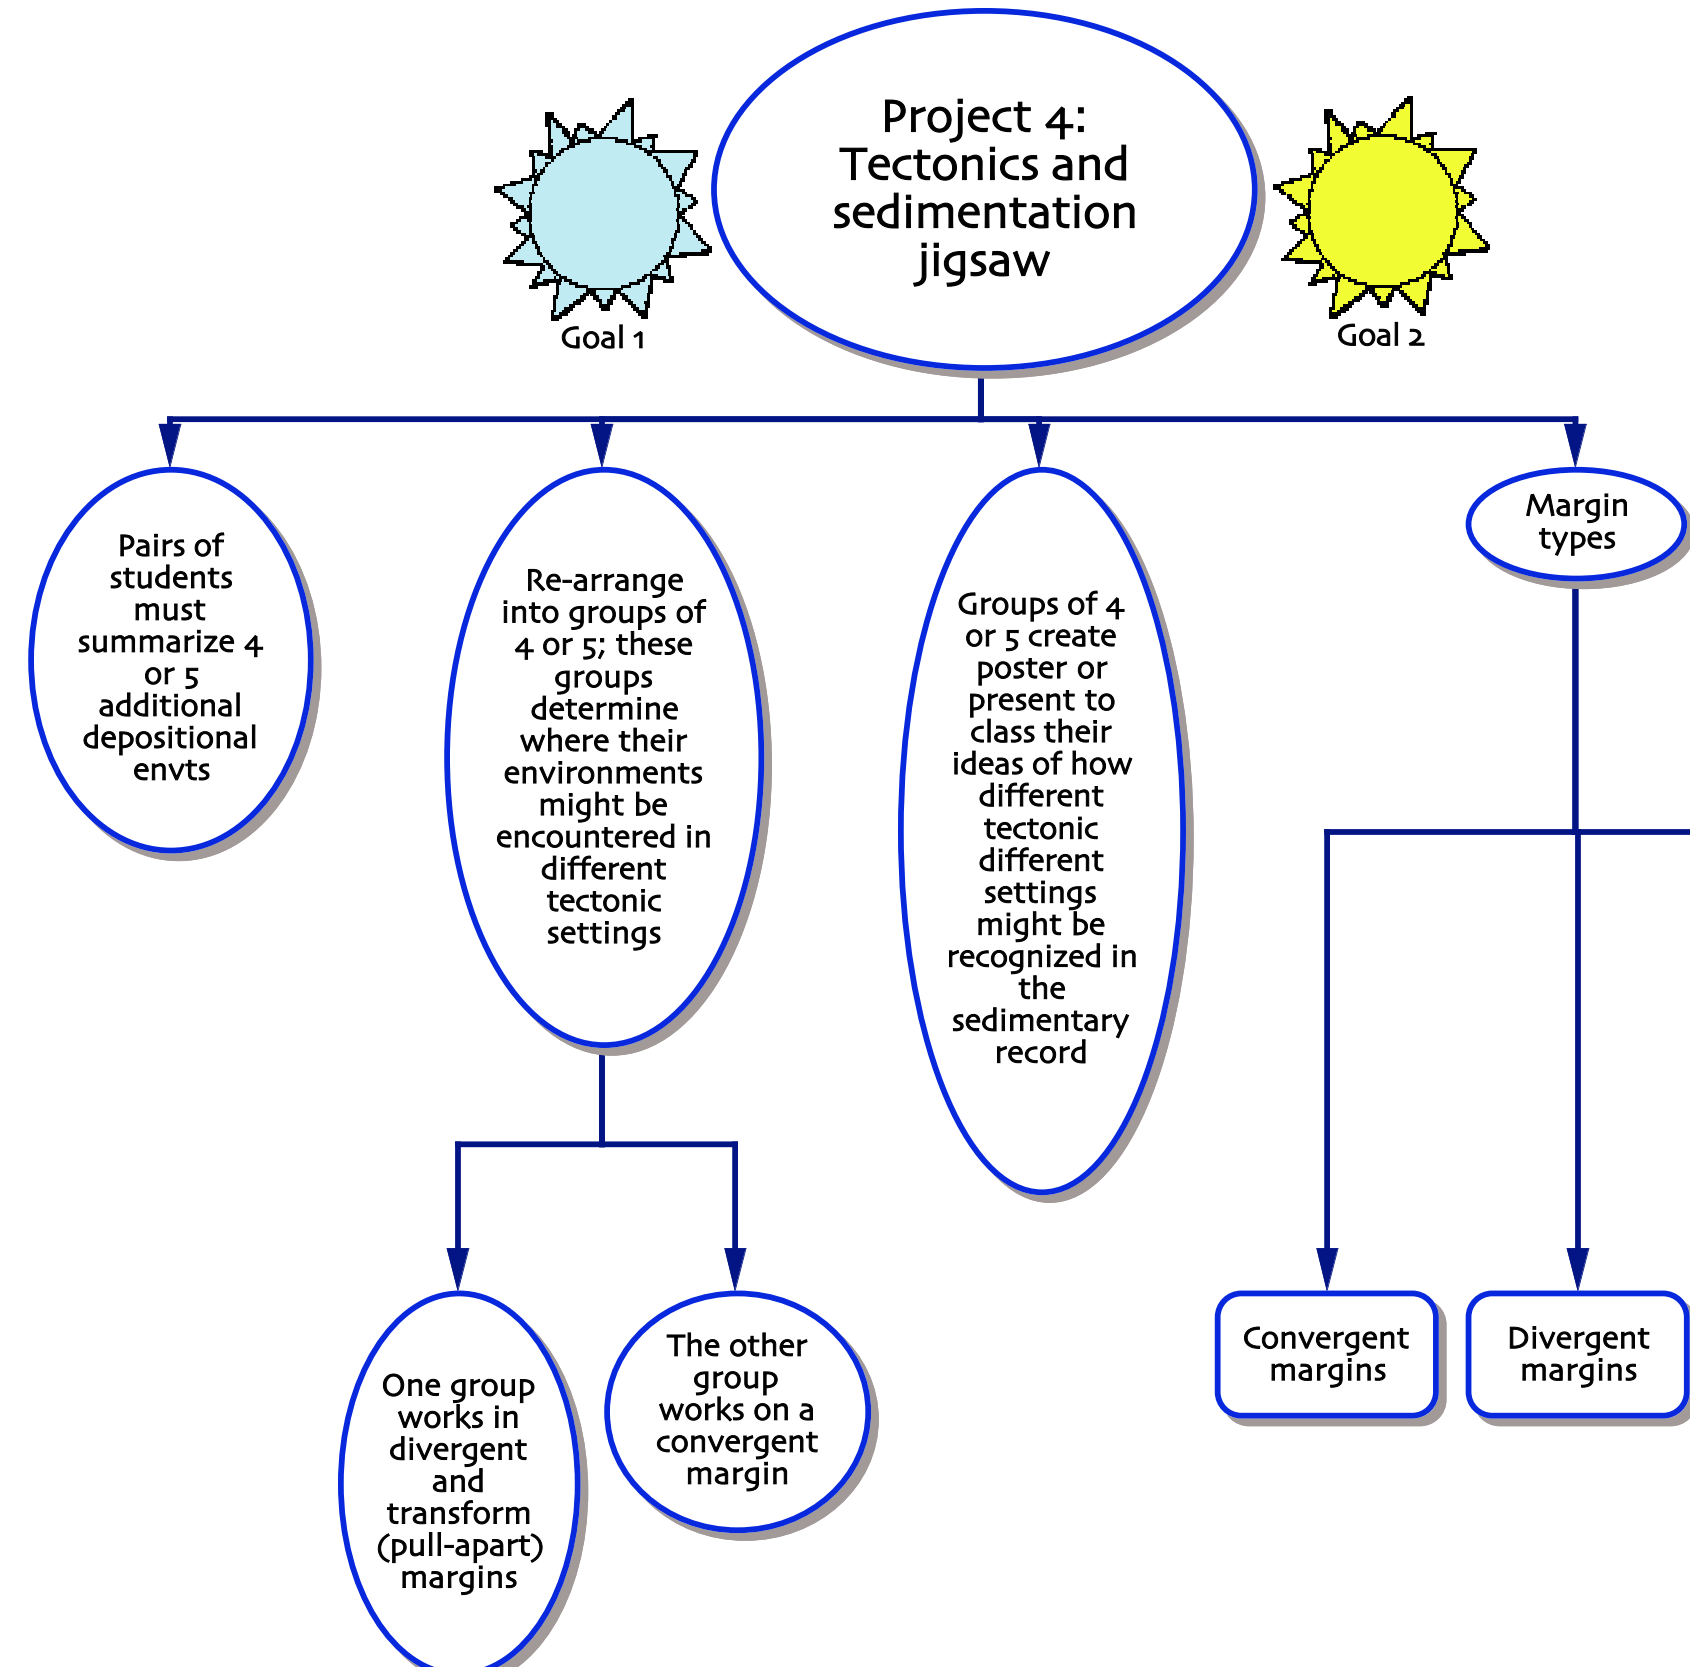 Project 4:
Tectonics and
sedimentation
jigsaw
Goal 1
Goal 2
Pairs of
students
must
summarize 4
or 5
additional
depositional
envts
Re-arrange
into groups of
4 or 5; these
groups
determine
where their
environments
might be
encountered in
different
tectonic
settings
Groups of 4
or 5 create
poster or
present to
class their
ideas of how
different
tectonic
different
settings
might be
recognized in
the
sedimentary
record
Margin
types
One group
works in
divergent
and
transform
(pull-apart)
margins
The other
group
works on a
convergent
margin
Convergent
margins
Divergent
margins